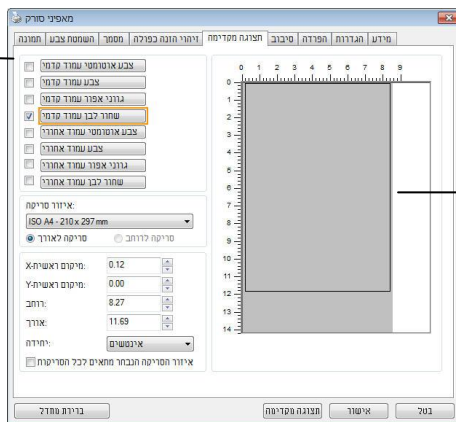 מאפייני סורק
תמונה
השמטת צבע
מסמך
זיהוי הזנה כפולה
תצוגה מקדימה
סיבוב
הפרדה
הגדרות
מידע
צבע אוטומטי עמוד קדמי
צבע עמוד קדמי
גווני אפור עמוד קדמי
שחור לבן עמוד קדמי
צבע אוטומטי עמוד אחורי
צבע עמוד אחורי
גווני אפור עמוד אחורי
שחור לבן עמוד אחורי
איזור סריקה:
ISO A4 - 210 x 297 mm
סריקה לאורך
סריקה לרוחב
מיקום ראשית-X:
0.12
מיקום ראשית-Y:
0.00
רוחב:
8.27
אורך:
11.69
יחידה:
אינטשים
איזור הסריקה הנבחר מתאים לכל הסריקות
0 1 2 3 4 5 6 7 8 9
0
1
2
3
4
5
6
7
8
9
10
11
12
13
14
ברירת מחדל
תצוגה מקדימה
אישור
בטל